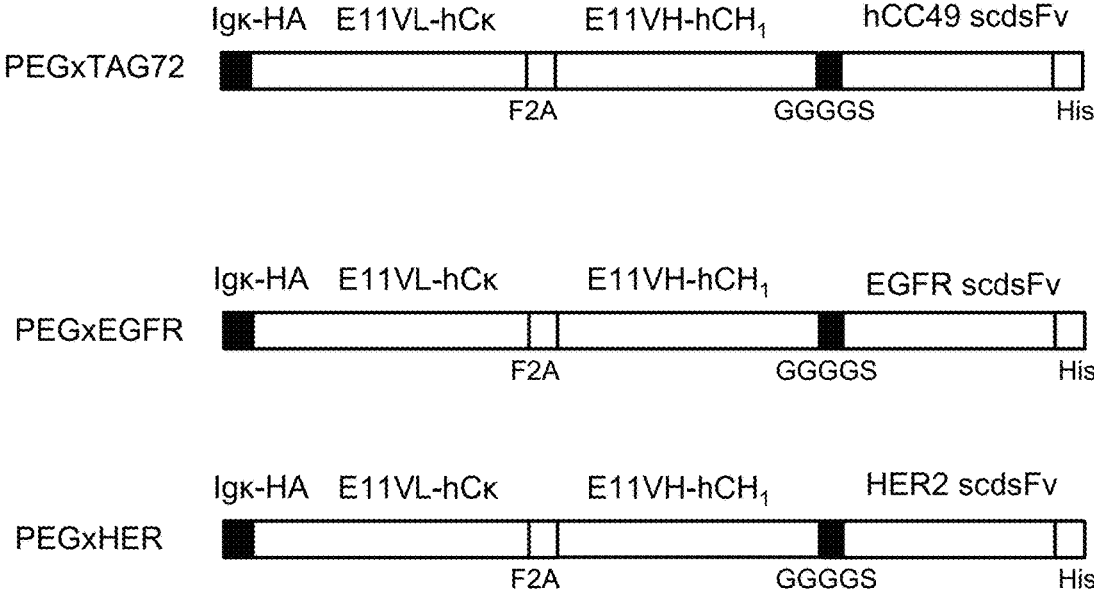 Igκ-HA E11VL-hCκ E11VH-hCH₁ hCC49 scdsFv
PEGxTAG72
F2A GGGGS His
Igκ-HA E11VL-hCκ E11VH-hCH₁ EGFR scdsFv
PEGxEGFR
F2A GGGGS His
Igκ-HA E11VL-hCκ E11VH-hCH₁ HER2 scdsFv
PEGxHER
F2A GGGGS His